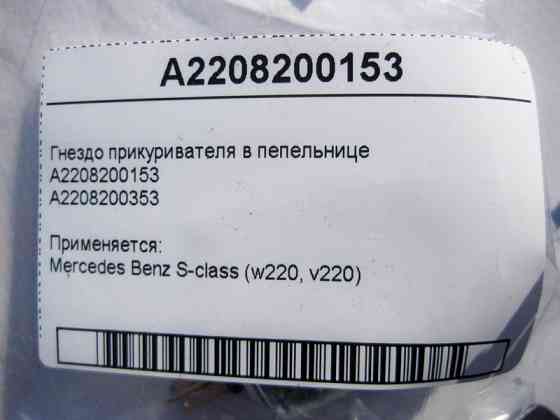 A2208200153
Гнездо прикуривателя в пепельнице
A2208200153
A2208200353
Применяется:
Mercedes Benz S-class (w220, v220)